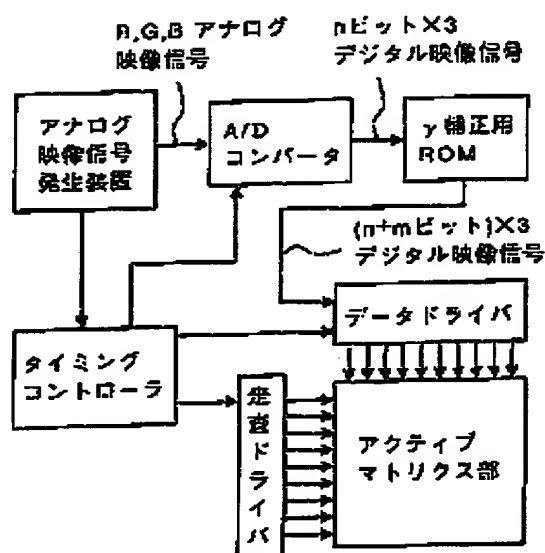 R,G,B アナログ
映像信号
nビット×3
デジタル映像信号
アナログ
映像信号
発生装置
A/D
コンバータ
γ補正用
ROM
(n+mビット)×3
デジタル映像信号
データドライバ
タイミング
コントローラ
走査ドライバ
アクティブ
マトリクス部